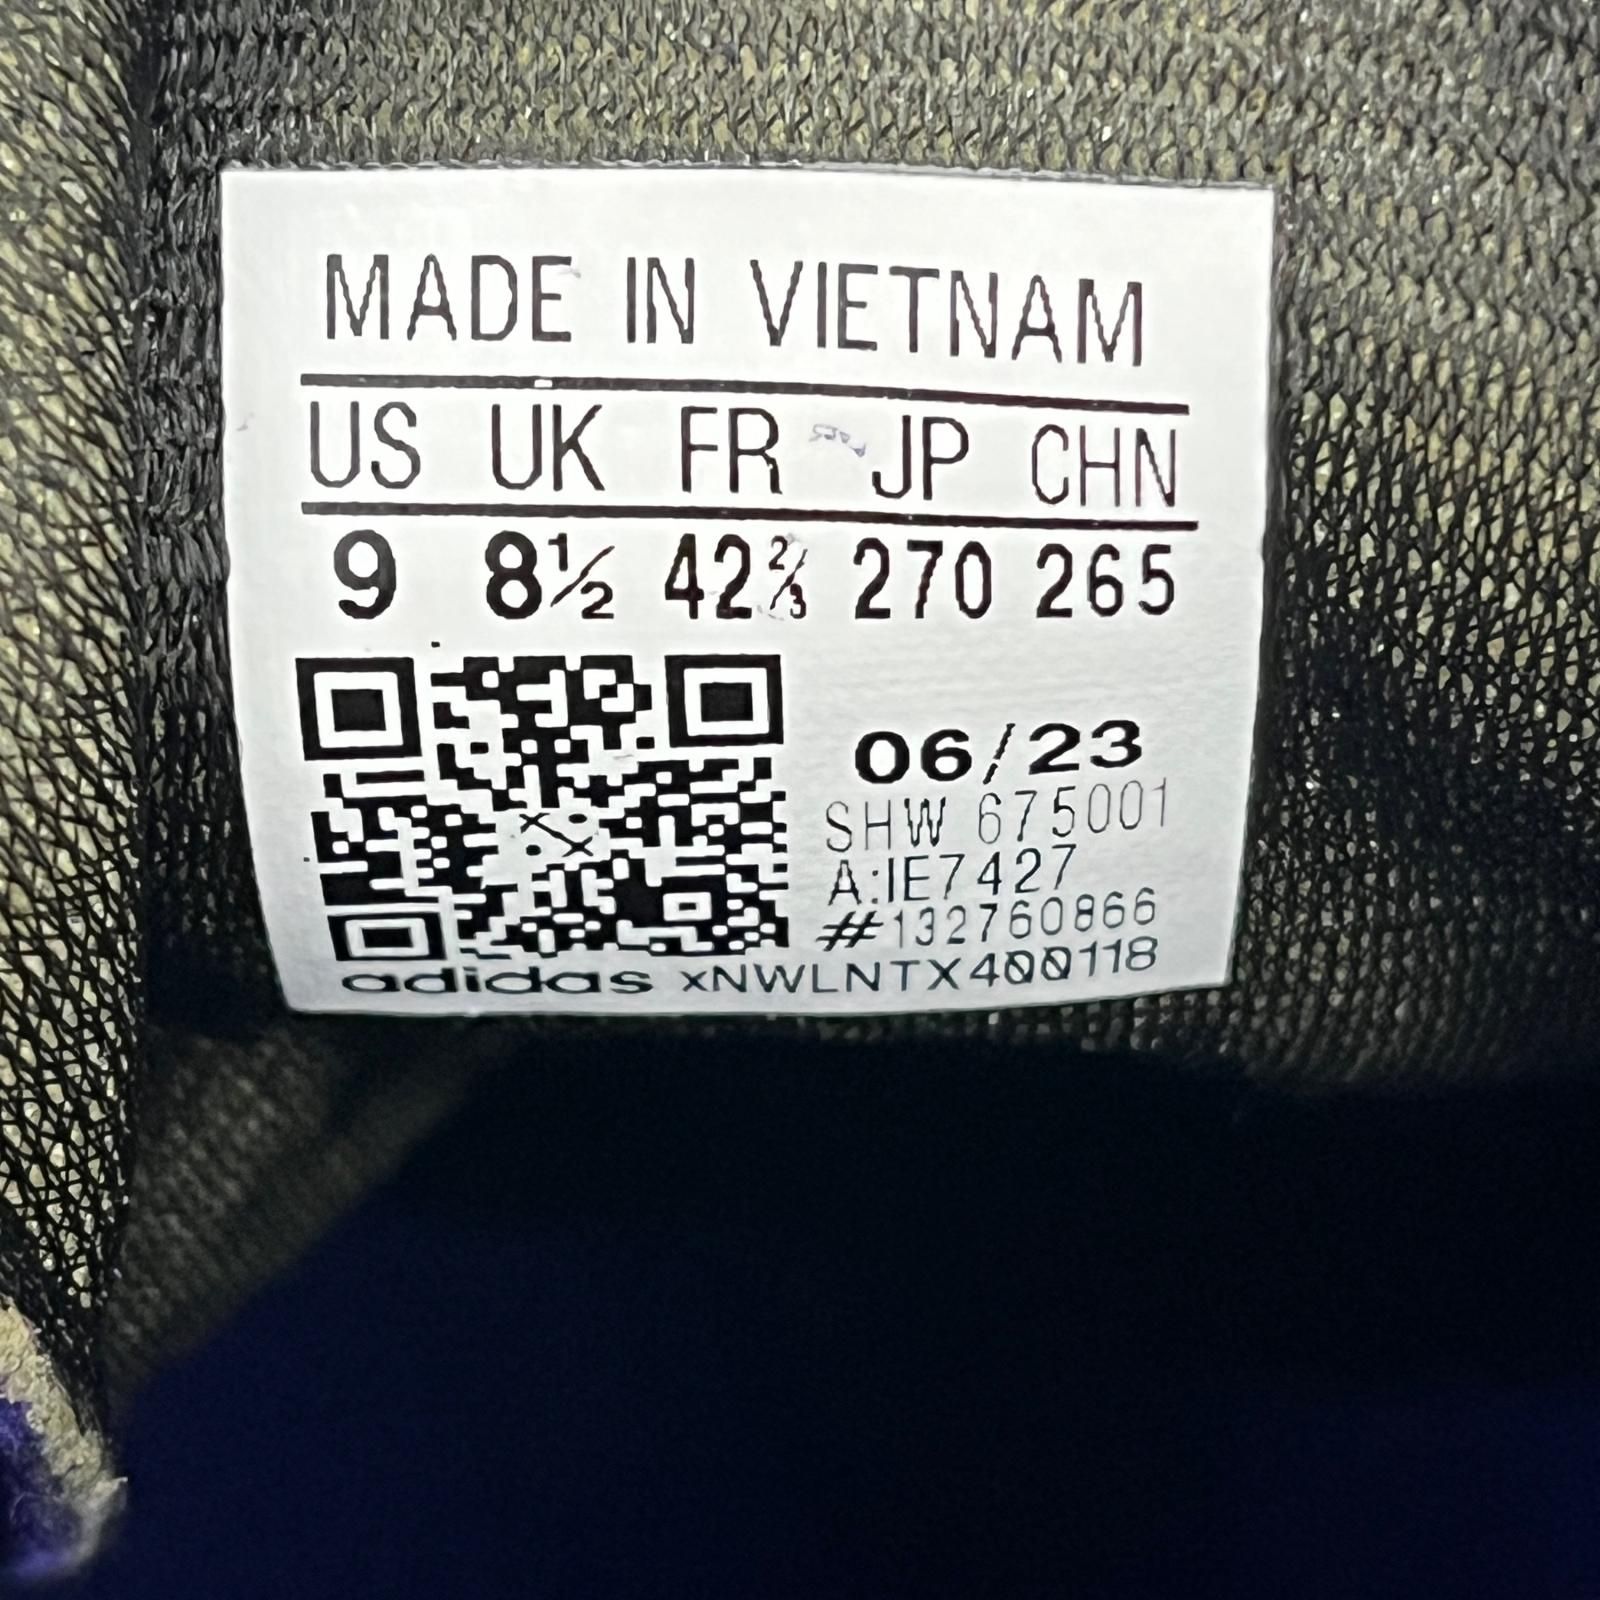 MADE IN VIETNAM
US UK FR JP CHN
9 8½ 42⅔ 270 265
06/23
SHW 675001
A:IE7427
#132760866
adidas xNWLNTX400118